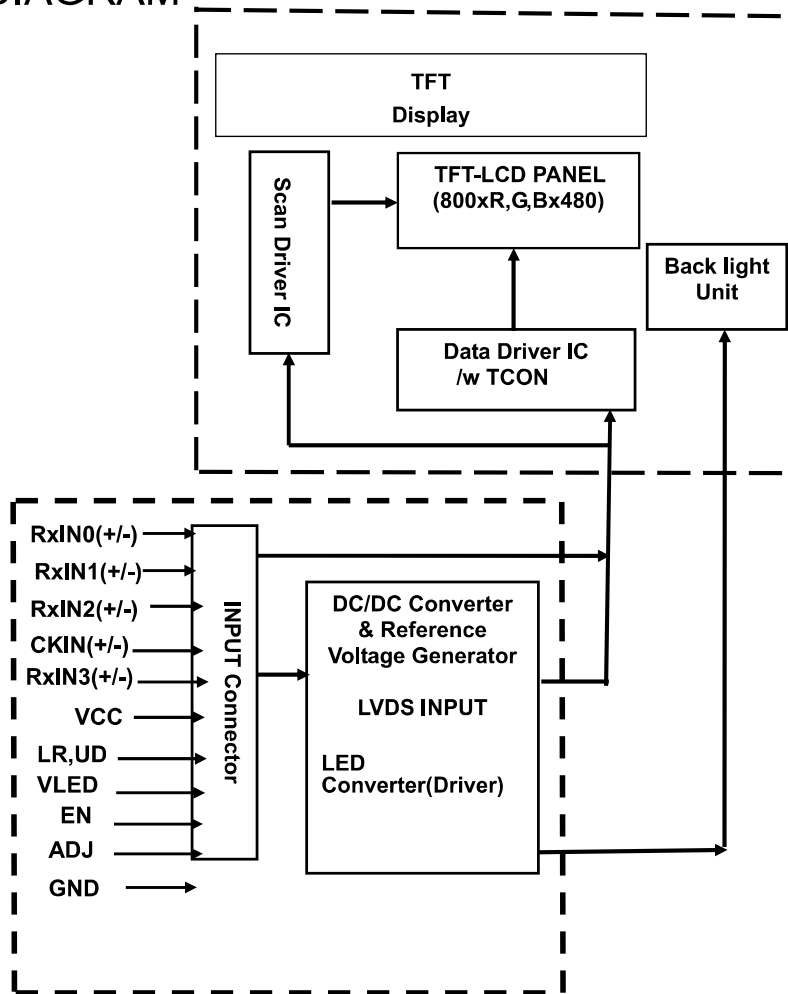 TFT
Display
Scan Driver IC
TFT-LCD PANEL
(800xR,G,Bx480)
Back light
Unit
Data Driver IC
/w TCON
RxIN0(+/-)
RxIN1(+/-)
RxIN2(+/-)
CKIN(+/-)
RxIN3(+/-)
VCC
LR,UD
VLED
EN
ADJ
GND
INPUT Connector
DC/DC Converter
& Reference
Voltage Generator
LVDS INPUT
LED
Converter(Driver)